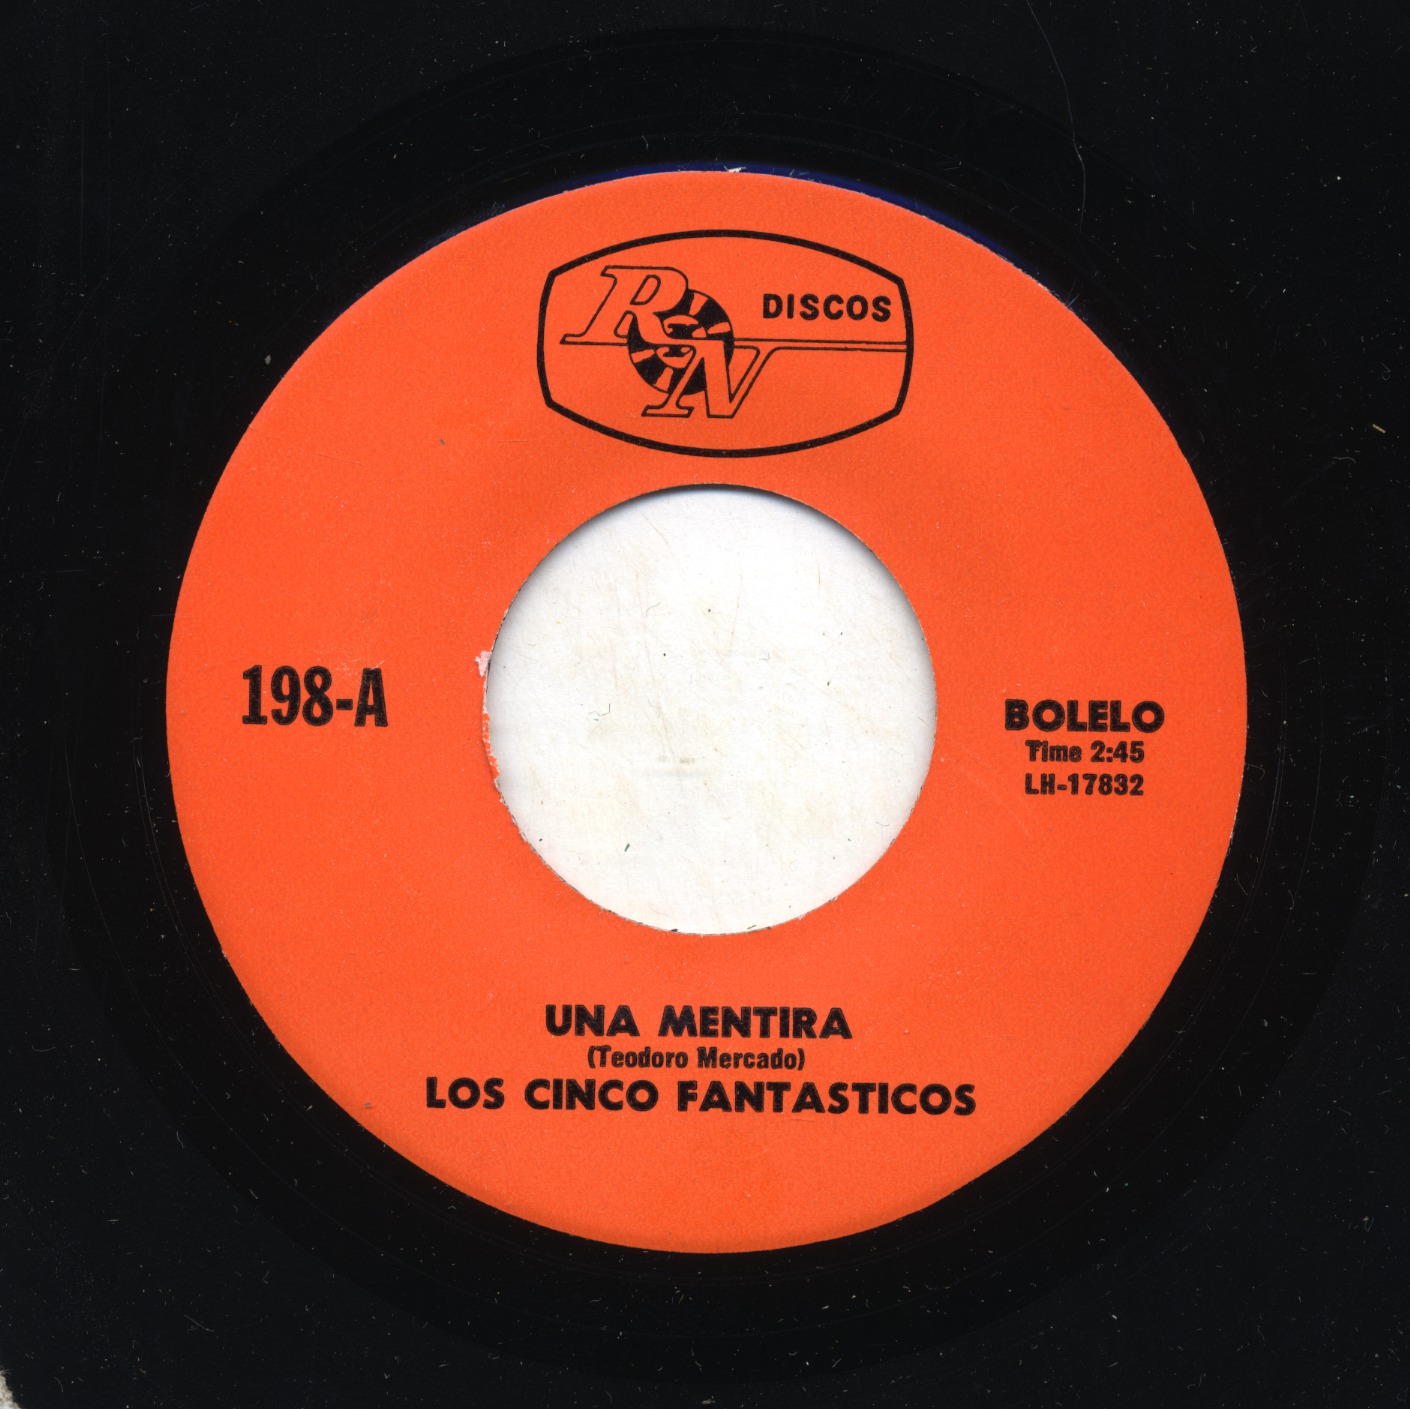 RN DISCOS
198-A
BOLELO
Time 2:45
LH-17832
UNA MENTIRA
(Teodoro Mercado)
LOS CINCO FANTASTICOS